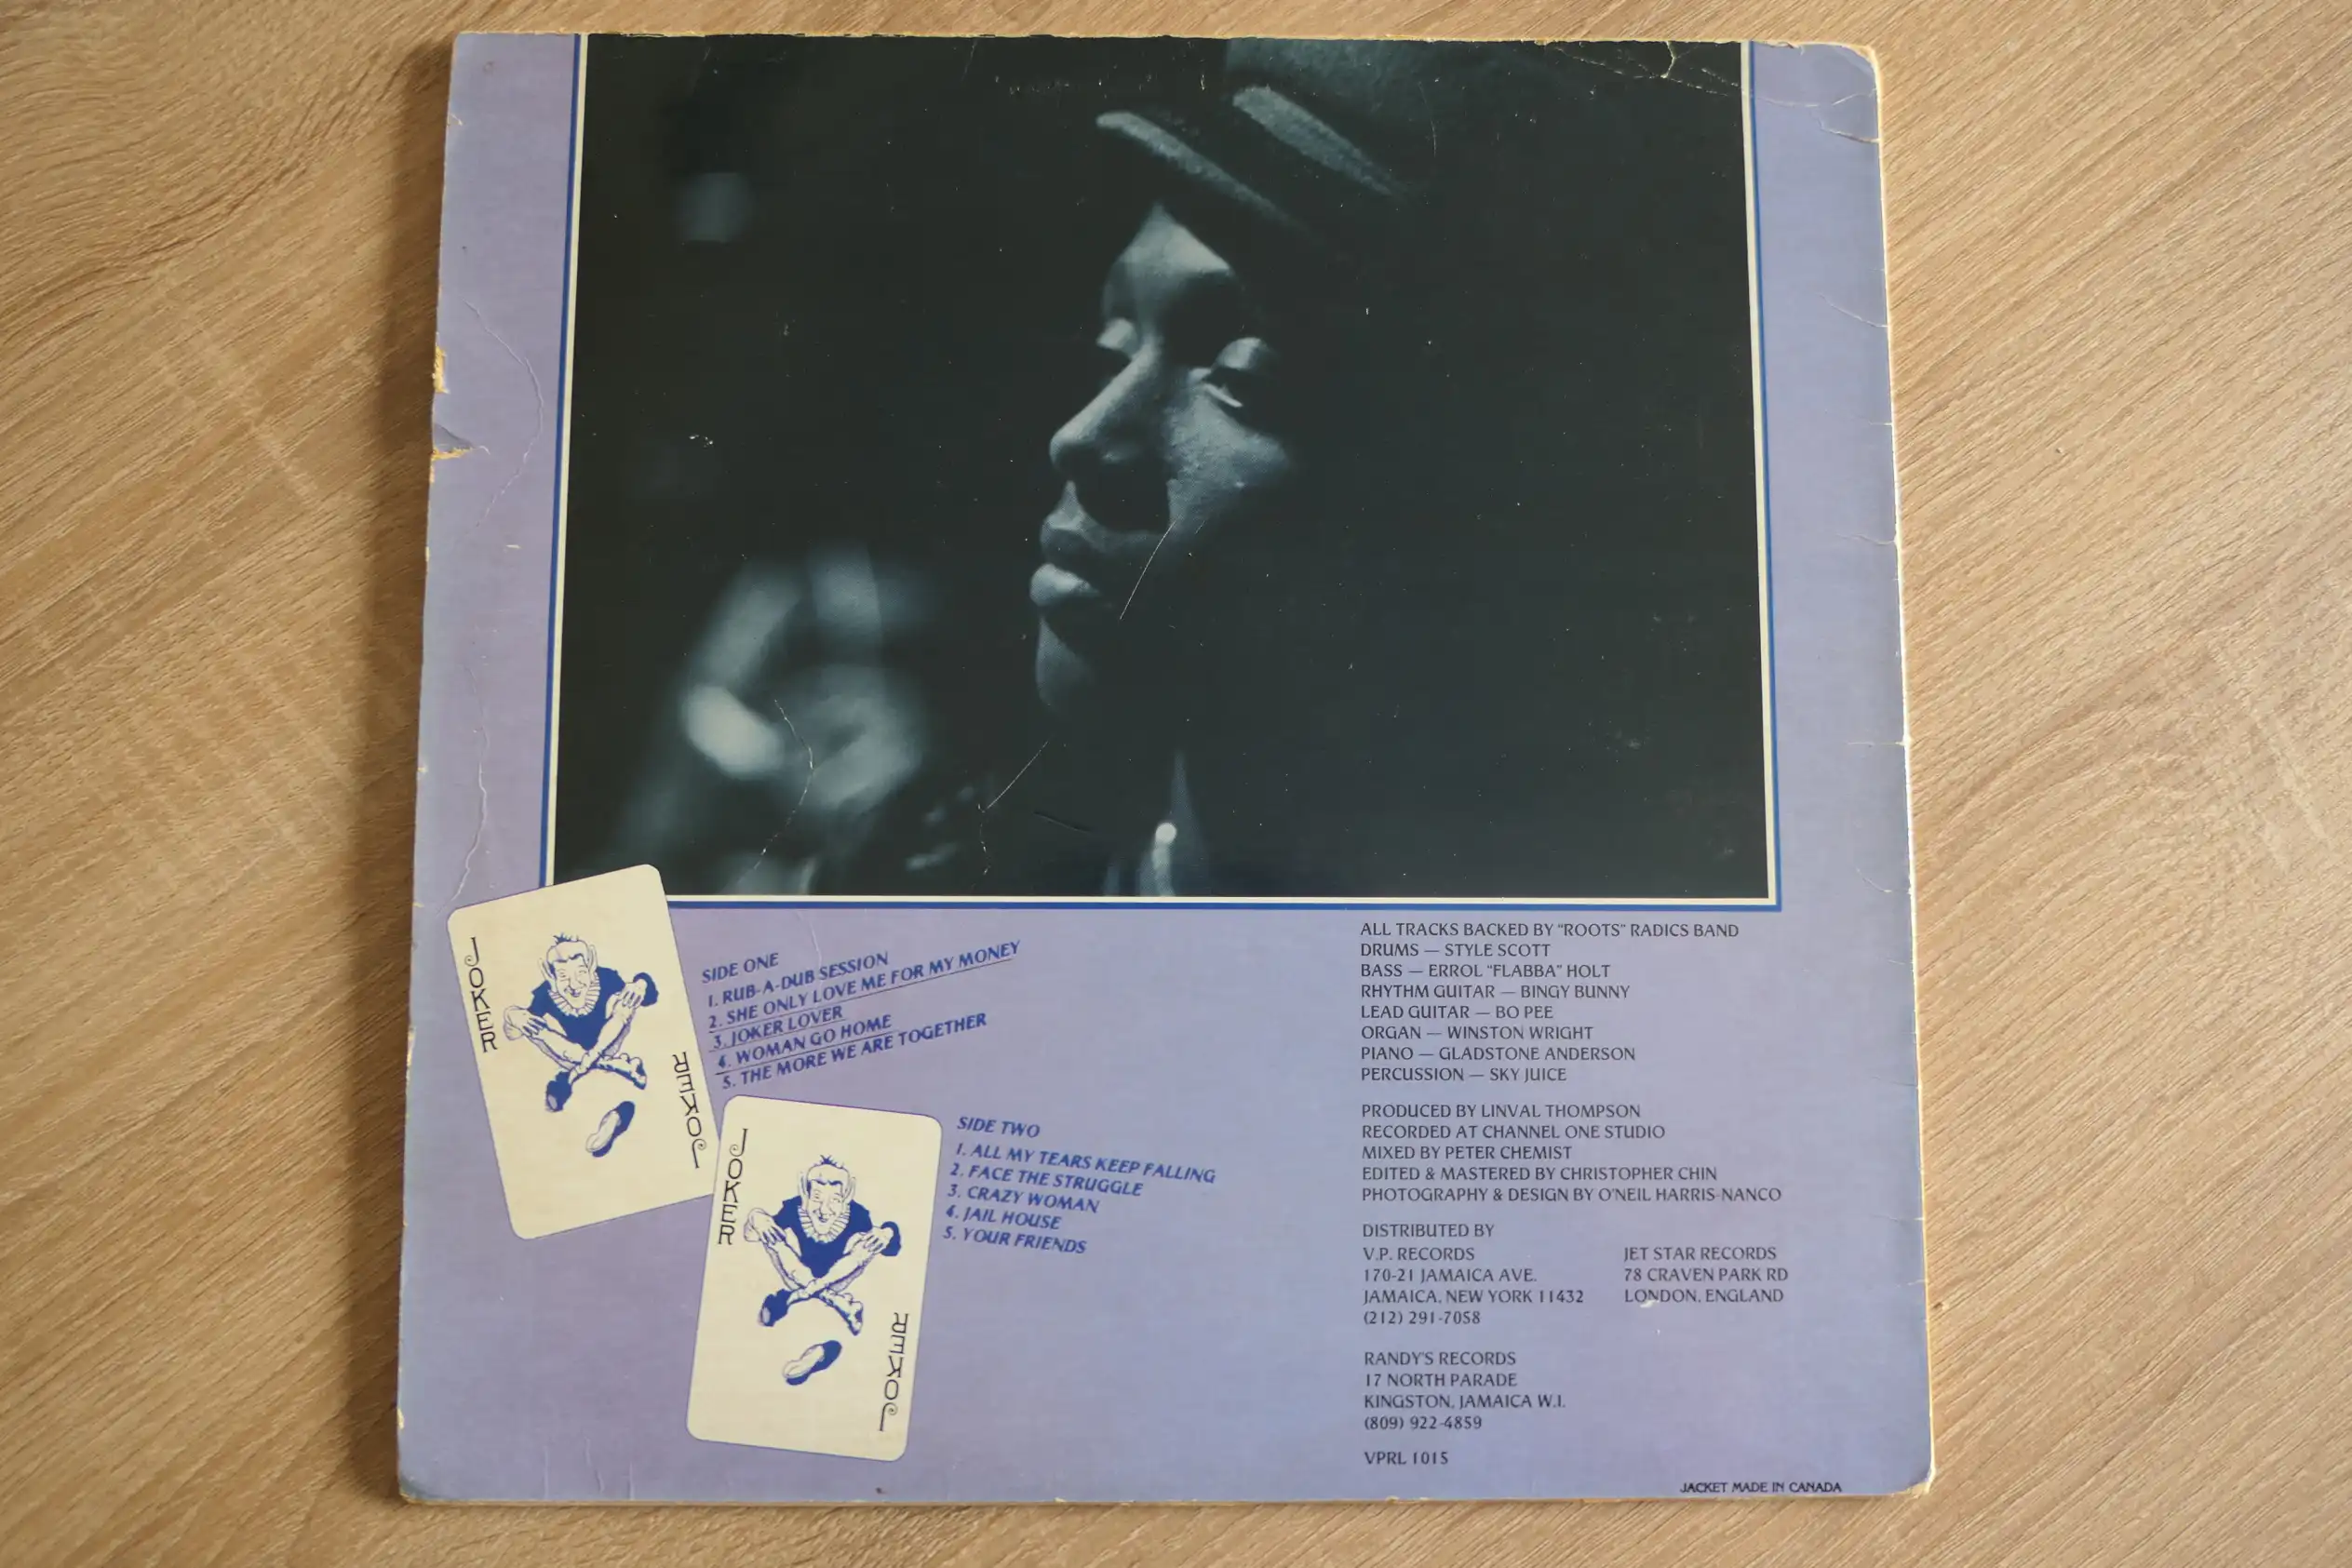 JOKER
JOKER
SIDE ONE
1. RUB-A-DUB SESSION
2. SHE ONLY LOVE ME FOR MY MONEY
3. JOKER LOVER
4. WOMAN GO HOME
5. THE MORE WE ARE TOGETHER
JOKER
JOKER
SIDE TWO
1. ALL MY TEARS KEEP FALLING
2. FACE THE STRUGGLE
3. CRAZY WOMAN
4. JAIL HOUSE
5. YOUR FRIENDS
ALL TRACKS BACKED BY "ROOTS" RADICS BAND
DRUMS — STYLE SCOTT
BASS — ERROL "FLABBA" HOLT
RHYTHM GUITAR — BINGY BUNNY
LEAD GUITAR — BO PEE
ORGAN — WINSTON WRIGHT
PIANO — GLADSTONE ANDERSON
PERCUSSION — SKY JUICE
PRODUCED BY LINVAL THOMPSON
RECORDED AT CHANNEL ONE STUDIO
MIXED BY PETER CHEMIST
EDITED & MASTERED BY CHRISTOPHER CHIN
PHOTOGRAPHY & DESIGN BY O'NEIL HARRIS-NANCO
DISTRIBUTED BY
V.P. RECORDS
170-21 JAMAICA AVE.
JAMAICA, NEW YORK 11432
(212) 291-7058
JET STAR RECORDS
78 CRAVEN PARK RD
LONDON, ENGLAND
RANDY'S RECORDS
17 NORTH PARADE
KINGSTON, JAMAICA W.I.
(809) 922-4859
VPRL 1015
JACKET MADE IN CANADA